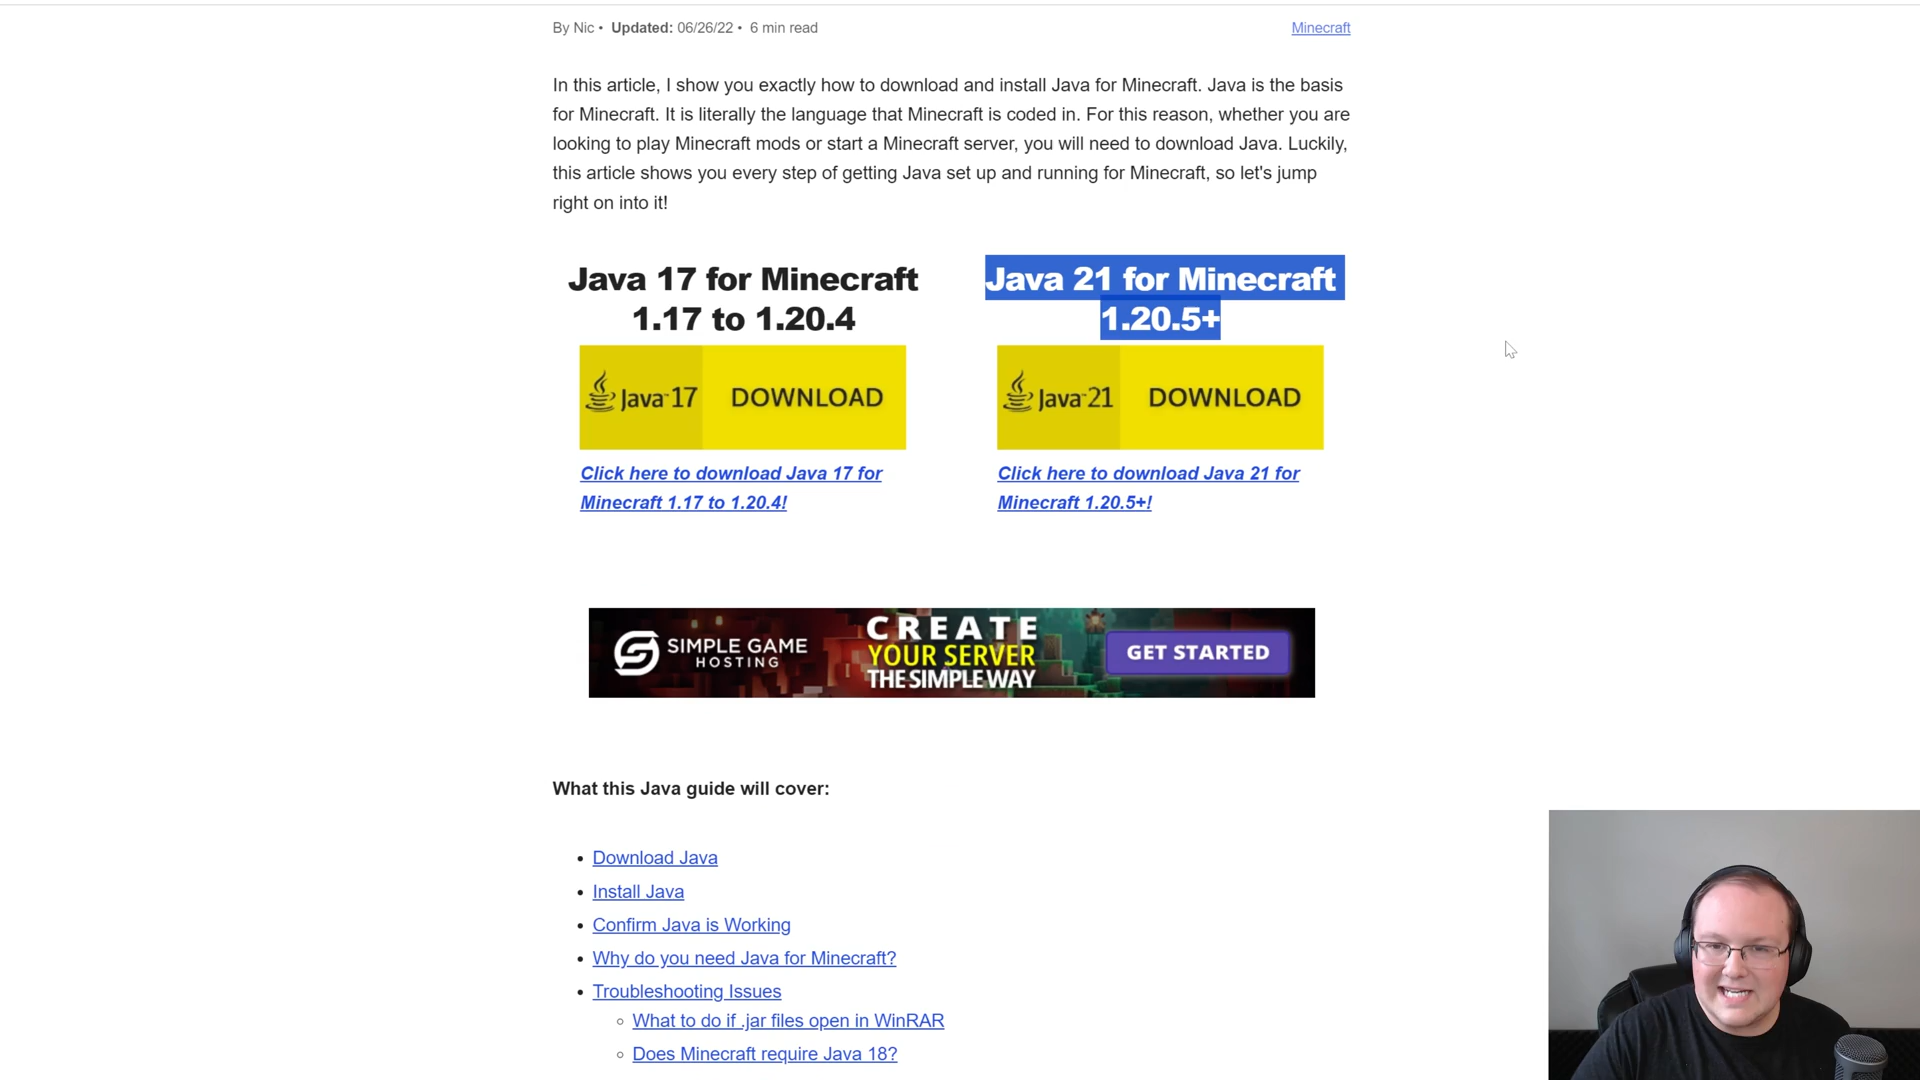 By Nic • Updated: 06/26/22 • 6 min read
Minecraft
In this article, I show you exactly how to download and install Java for Minecraft. Java is the basis
for Minecraft. It is literally the language that Minecraft is coded in. For this reason, whether you are
looking to play Minecraft mods or start a Minecraft server, you will need to download Java. Luckily,
this article shows you every step of getting Java set up and running for Minecraft, so let's jump
right on into it!
Java 17 for Minecraft
1.17 to 1.20.4
Java 17 DOWNLOAD
Click here to download Java 17 for
Minecraft 1.17 to 1.20.4!
Java 21 for Minecraft
1.20.5+
Java 21 DOWNLOAD
Click here to download Java 21 for
Minecraft 1.20.5+!
SIMPLE GAME
HOSTING
CREATE
YOUR SERVER
THE SIMPLE WAY
GET STARTED
What this Java guide will cover:
• Download Java
• Install Java
• Confirm Java is Working
• Why do you need Java for Minecraft?
• Troubleshooting Issues
◦ What to do if .jar files open in WinRAR
◦ Does Minecraft require Java 18?